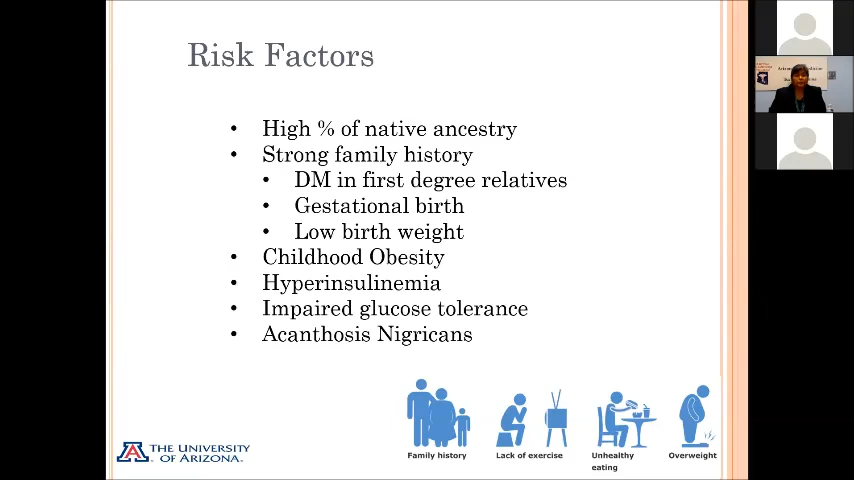 Risk Factors
• High % of native ancestry
• Strong family history
• DM in first degree relatives
• Gestational birth
• Low birth weight
• Childhood Obesity
• Hyperinsulinemia
• Impaired glucose tolerance
• Acanthosis Nigricans
Family history
Lack of exercise
Unhealthy
eating
Overweight
THE UNIVERSITY
OF ARIZONA